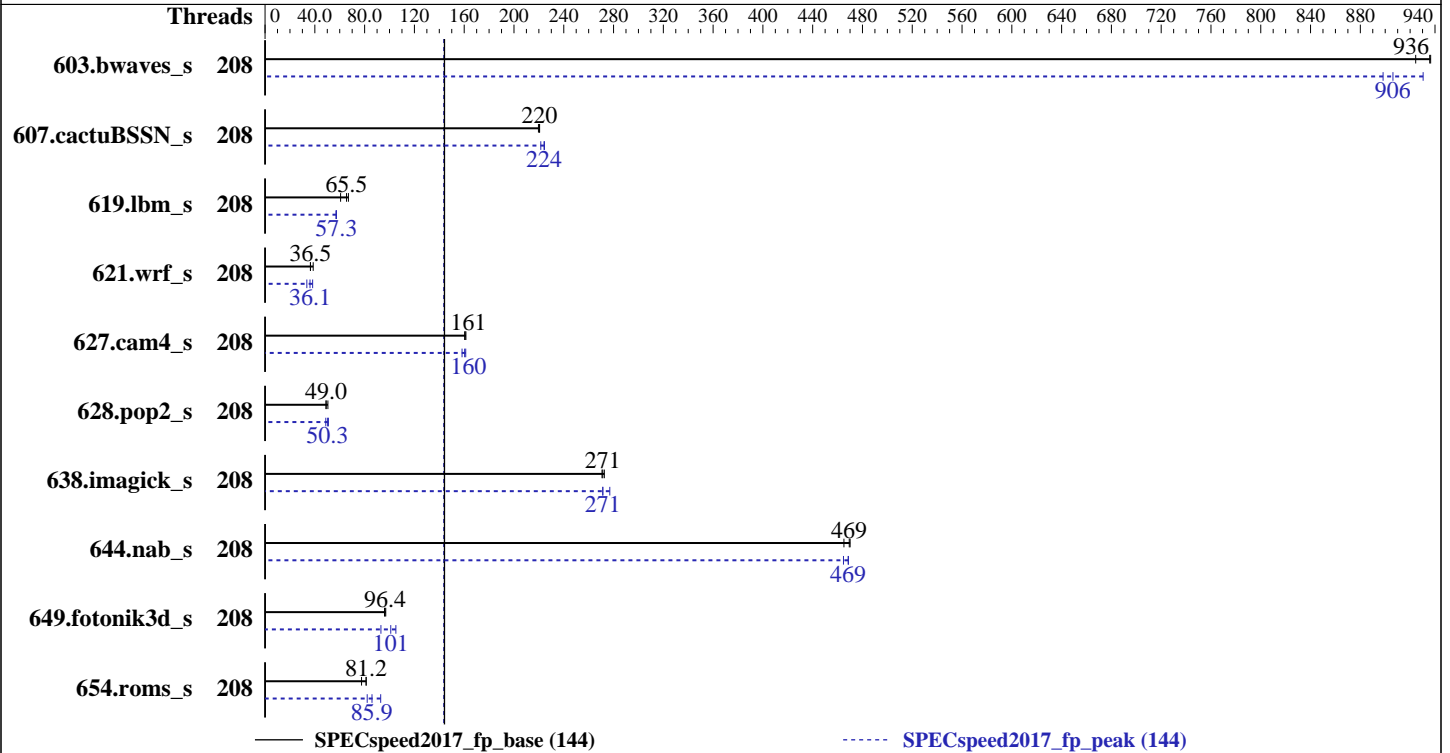 Threads 0 40.0 80.0 120 160 200 240 280 320 360 400 440 480 520 560 600 640 680 720 760 800 840 880 940
936
603.bwaves_s 208
906
220
607.cactuBSSN_s 208
224
65.5
619.lbm_s 208
57.3
36.5
621.wrf_s 208
36.1
161
627.cam4_s 208
160
49.0
628.pop2_s 208
50.3
271
638.imagick_s 208
271
469
644.nab_s 208
469
96.4
649.fotonik3d_s 208
101
81.2
654.roms_s 208
85.9
SPECspeed2017_fp_base (144) SPECspeed2017_fp_peak (144)